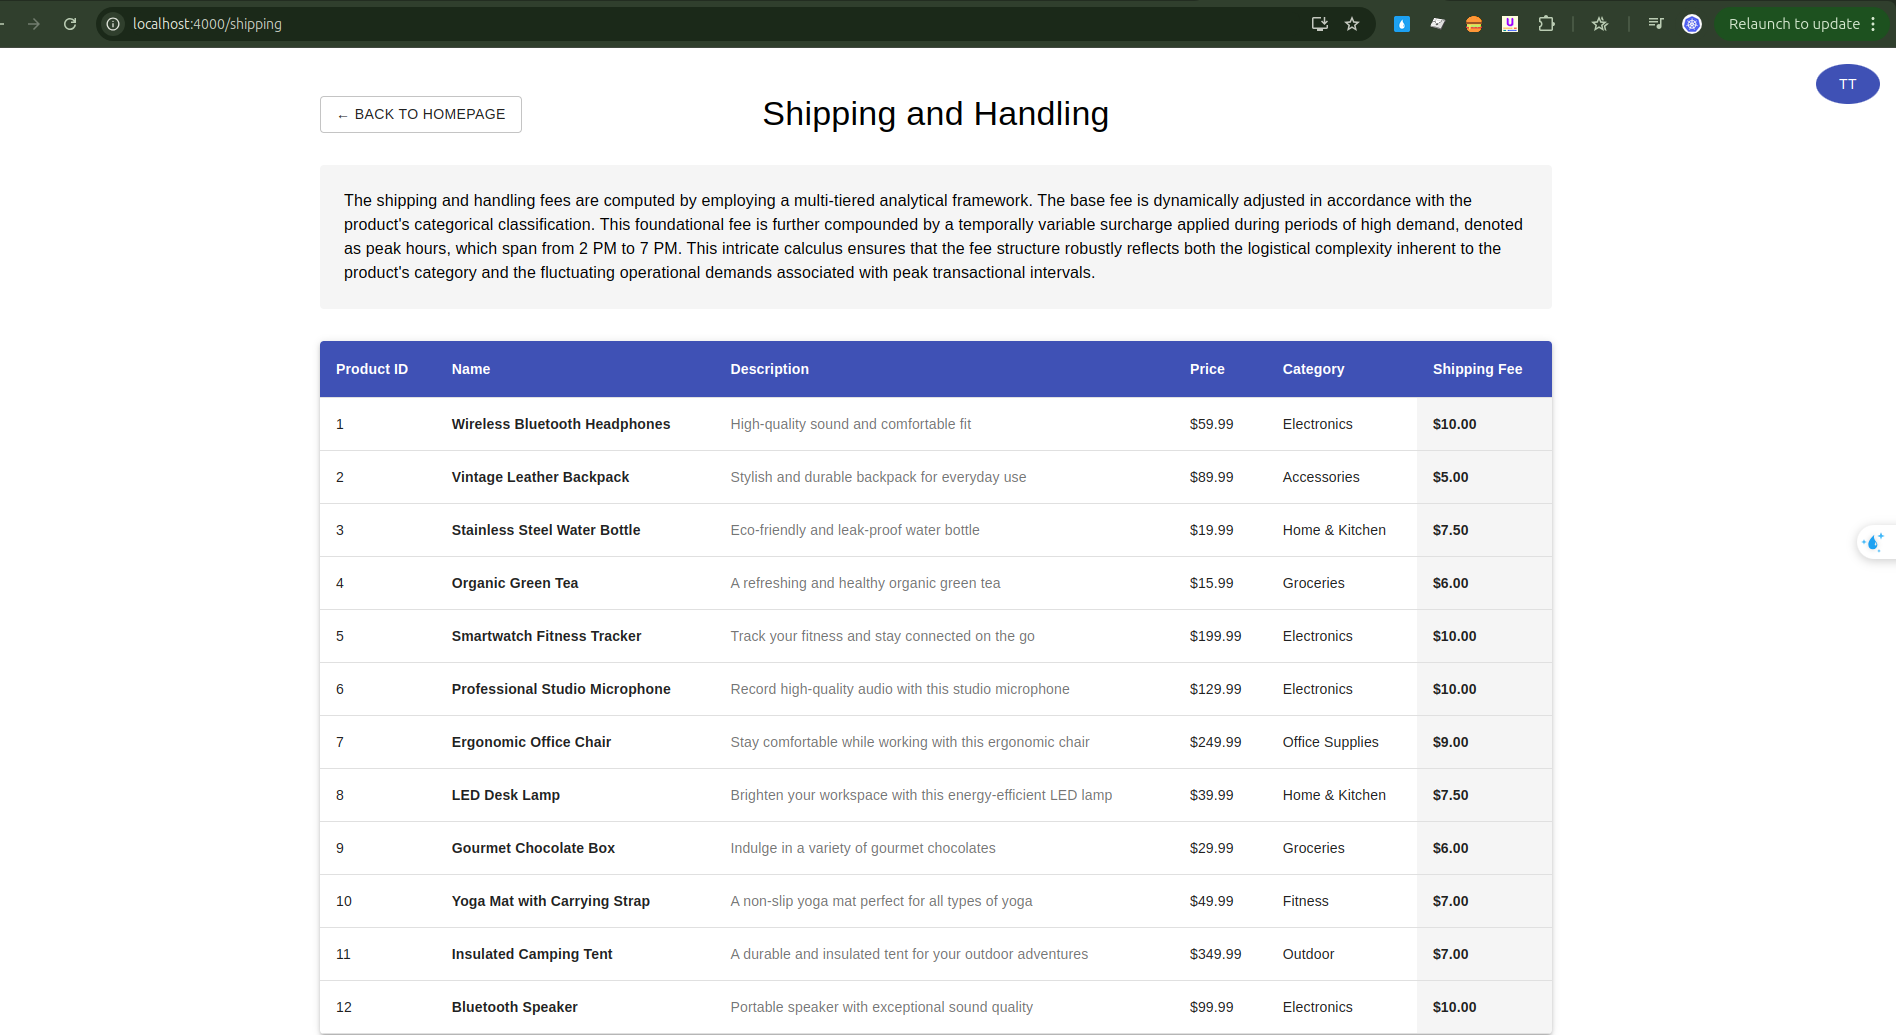 localhost:4000/shipping
Relaunch to update
TT
← BACK TO HOMEPAGE
Shipping and Handling
The shipping and handling fees are computed by employing a multi-tiered analytical framework. The base fee is dynamically adjusted in accordance with the
product's categorical classification. This foundational fee is further compounded by a temporally variable surcharge applied during periods of high demand, denoted
as peak hours, which span from 2 PM to 7 PM. This intricate calculus ensures that the fee structure robustly reflects both the logistical complexity inherent to the
product's category and the fluctuating operational demands associated with peak transactional intervals.
Product ID Name Description Price Category Shipping Fee
1 Wireless Bluetooth Headphones High-quality sound and comfortable fit $59.99 Electronics $10.00
2 Vintage Leather Backpack Stylish and durable backpack for everyday use $89.99 Accessories $5.00
3 Stainless Steel Water Bottle Eco-friendly and leak-proof water bottle $19.99 Home & Kitchen $7.50
4 Organic Green Tea A refreshing and healthy organic green tea $15.99 Groceries $6.00
5 Smartwatch Fitness Tracker Track your fitness and stay connected on the go $199.99 Electronics $10.00
6 Professional Studio Microphone Record high-quality audio with this studio microphone $129.99 Electronics $10.00
7 Ergonomic Office Chair Stay comfortable while working with this ergonomic chair $249.99 Office Supplies $9.00
8 LED Desk Lamp Brighten your workspace with this energy-efficient LED lamp $39.99 Home & Kitchen $7.50
9 Gourmet Chocolate Box Indulge in a variety of gourmet chocolates $29.99 Groceries $6.00
10 Yoga Mat with Carrying Strap A non-slip yoga mat perfect for all types of yoga $49.99 Fitness $7.00
11 Insulated Camping Tent A durable and insulated tent for your outdoor adventures $349.99 Outdoor $7.00
12 Bluetooth Speaker Portable speaker with exceptional sound quality $99.99 Electronics $10.00